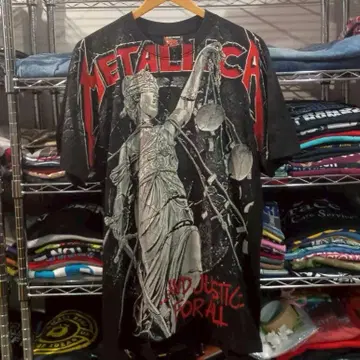 METALLICA
AND JUSTICE
FOR ALL